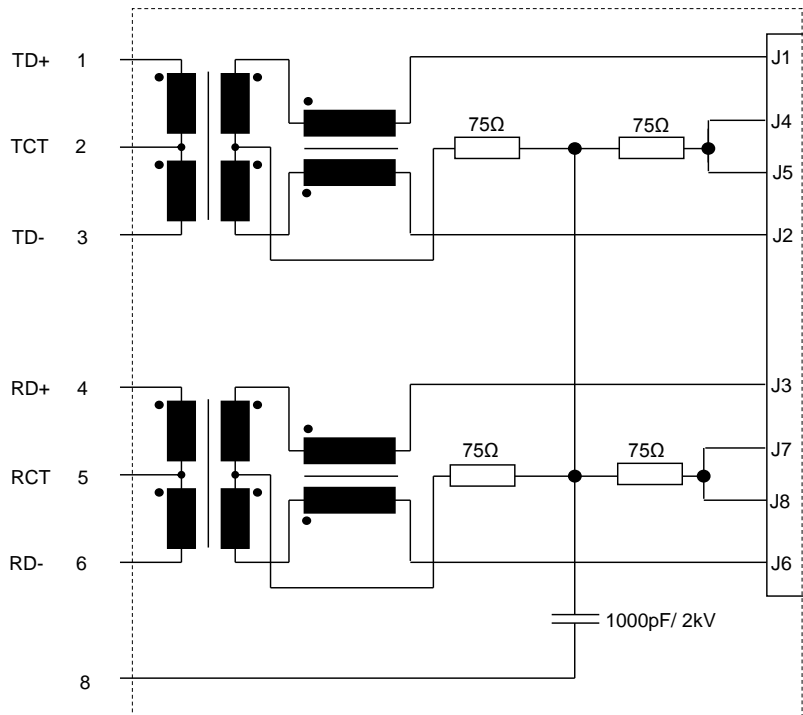 TD+ 1
J1
75Ω
75Ω
J4
TCT 2
J5
TD- 3
J2
RD+ 4
J3
75Ω
75Ω
J7
RCT 5
J8
RD- 6
J6
1000pF/ 2kV
8